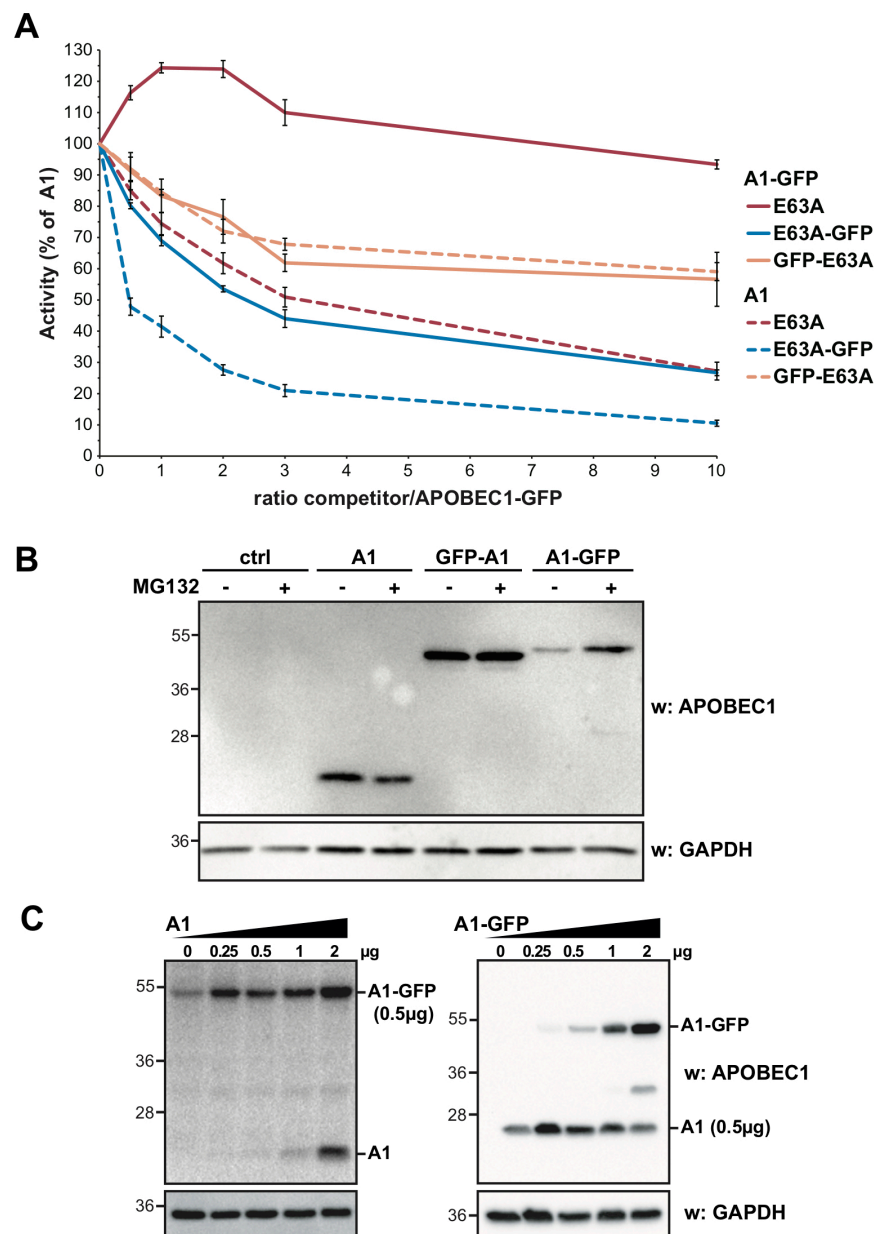 A
130
120
110
100
90
80
70
60
50
40
30
20
10
0
Activity (% of A1)
0 1 2 3 4 5 6 7 8 9 10
ratio competitor/APOBEC1-GFP
A1-GFP
E63A
E63A-GFP
GFP-E63A
A1
E63A
E63A-GFP
GFP-E63A
B
ctrl A1 GFP-A1 A1-GFP
MG132 - + - + - + - +
55
36
28
w: APOBEC1
36
w: GAPDH
C
A1
0 0.25 0.5 1 2 µg
55
36
28
A1-GFP
(0.5µg)
A1
36
A1-GFP
0 0.25 0.5 1 2 µg
55
36
28
A1-GFP
w: APOBEC1
A1 (0.5µg)
36
w: GAPDH